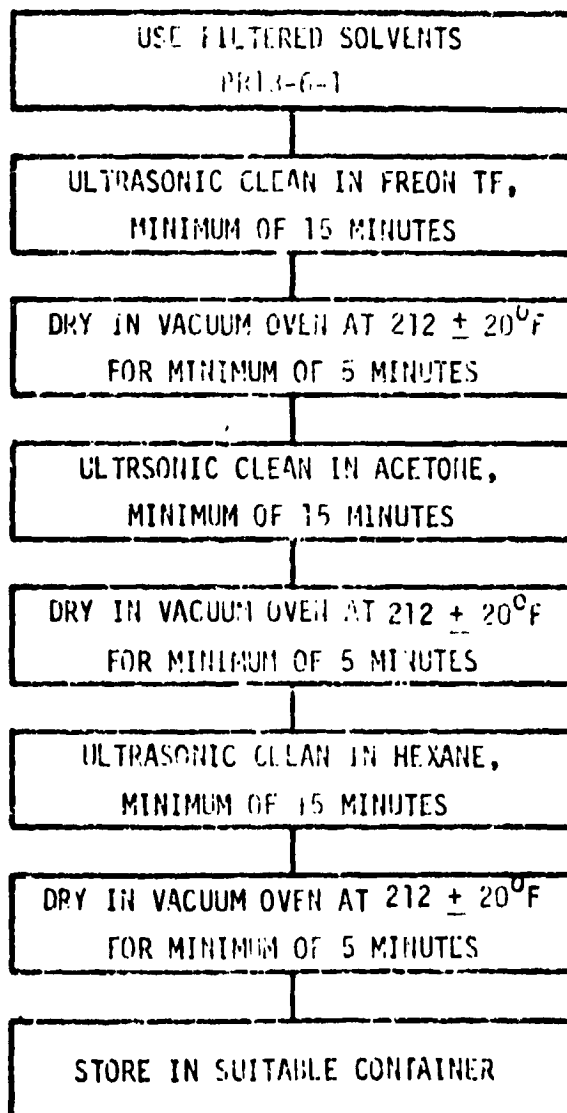 USE FILTERED SOLVENTS
PR13-6-1
ULTRASONIC CLEAN IN FREON TF,
MINIMUM OF 15 MINUTES
DRY IN VACUUM OVEN AT 212 ± 20°F
FOR MINIMUM OF 5 MINUTES
ULTRSONIC CLEAN IN ACETONE,
MINIMUM OF 15 MINUTES
DRY IN VACUUM OVEN AT 212 ± 20°F
FOR MINIMUM OF 5 MINUTES
ULTRASONIC CLEAN IN HEXANE,
MINIMUM OF 15 MINUTES
DRY IN VACUUM OVEN AT 212 ± 20°F
FOR MINIMUM OF 5 MINUTES
STORE IN SUITABLE CONTAINER